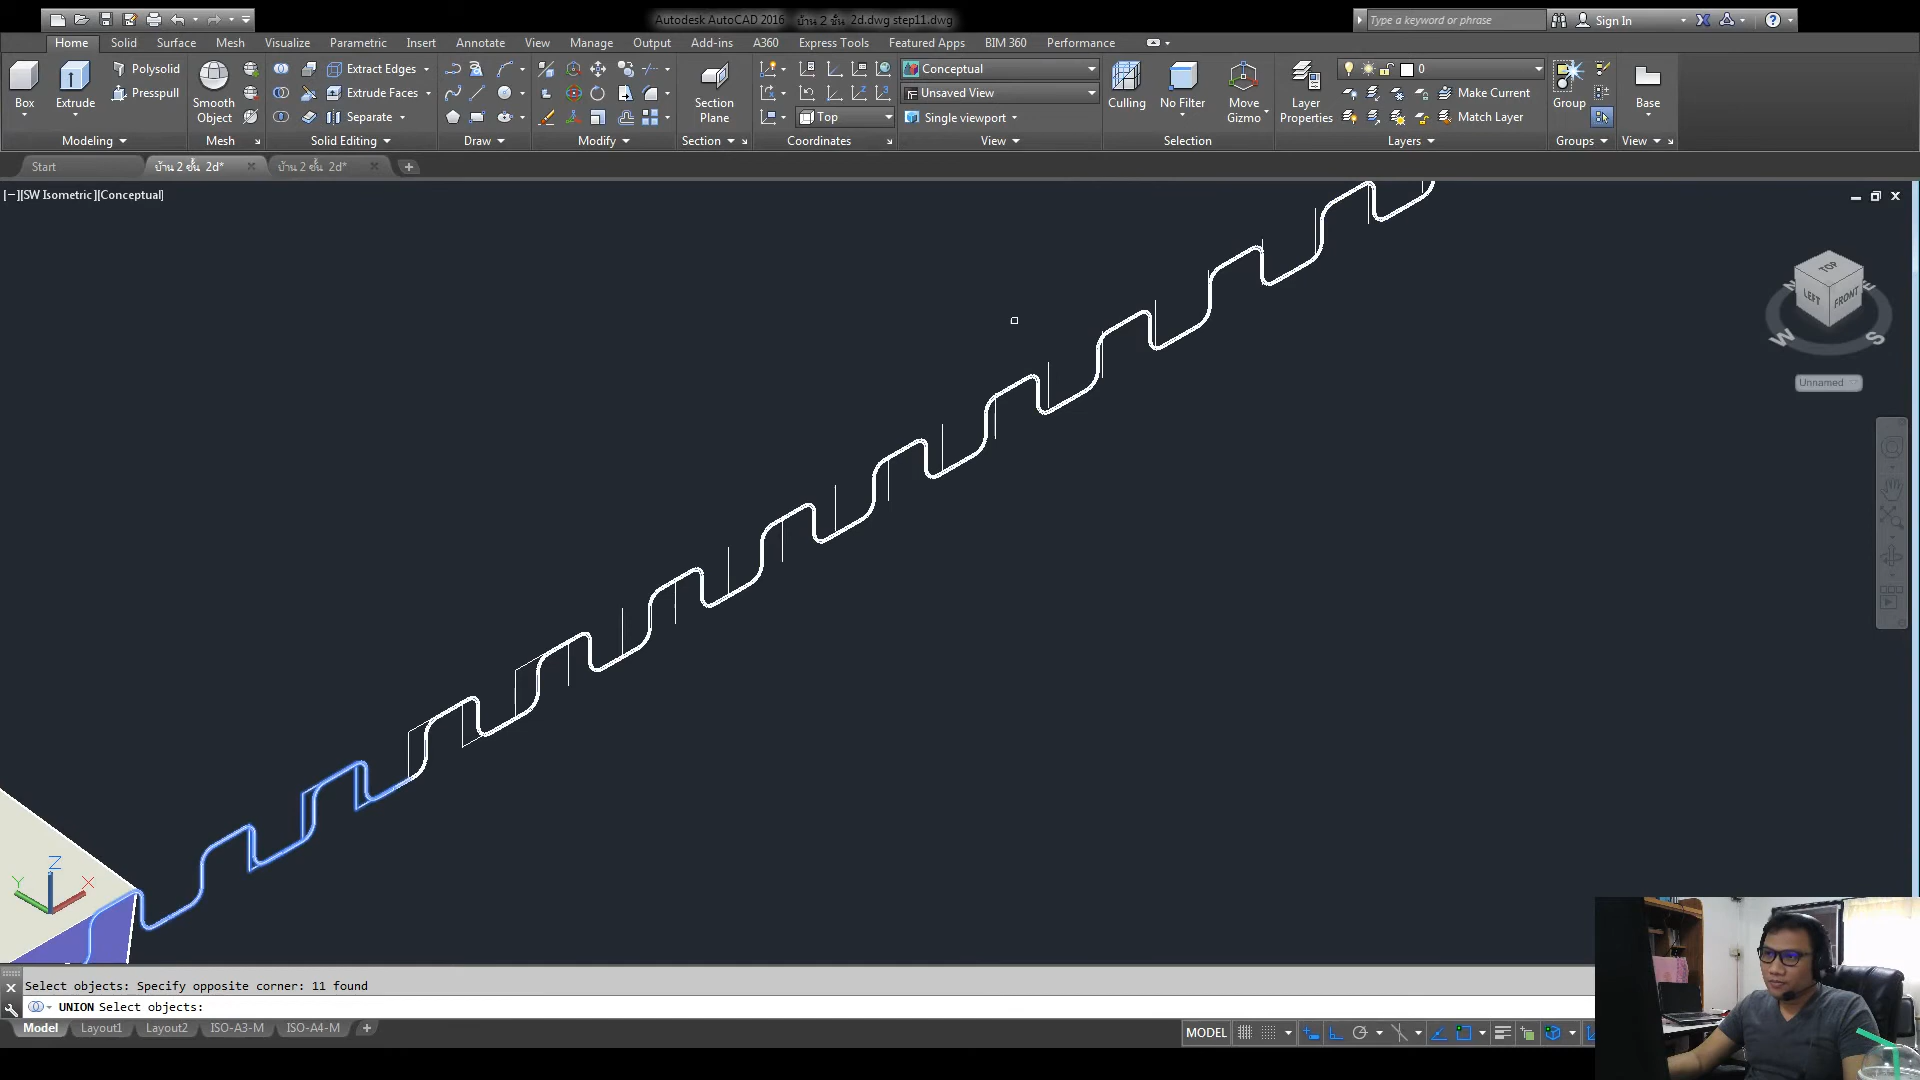 Autodesk AutoCAD 2016 บ้าน 2 ชั้น 2d.dwg step11.dwg
Type a keyword or phrase
Sign In
Home Solid Surface Mesh Visualize Parametric Insert Annotate View Manage Output Add-ins A360 Express Tools Featured Apps BIM 360 Performance
Box
Extrude
Polysolid
Presspull
Smooth
Object
Extract Edges
Extrude Faces
Separate
Section
Plane
Top
Conceptual
Unsaved View
Single viewport
Culling
No Filter
Move
Gizmo
Layer
Properties
0
Make Current
Match Layer
Group
Base
Modeling
Mesh
Solid Editing
Draw
Modify
Section
Coordinates
View
Selection
Layers
Groups
View
Start
บ้าน 2 ชั้น 2d*
บ้าน 2 ชั้น 2d*
[−][SW Isometric][Conceptual]
TOP
LEFT
FRONT
W
S
Unnamed
Z
Y
X
Select objects: Specify opposite corner: 11 found
UNION Select objects:
Model Layout1 Layout2 ISO-A3-M ISO-A4-M
MODEL